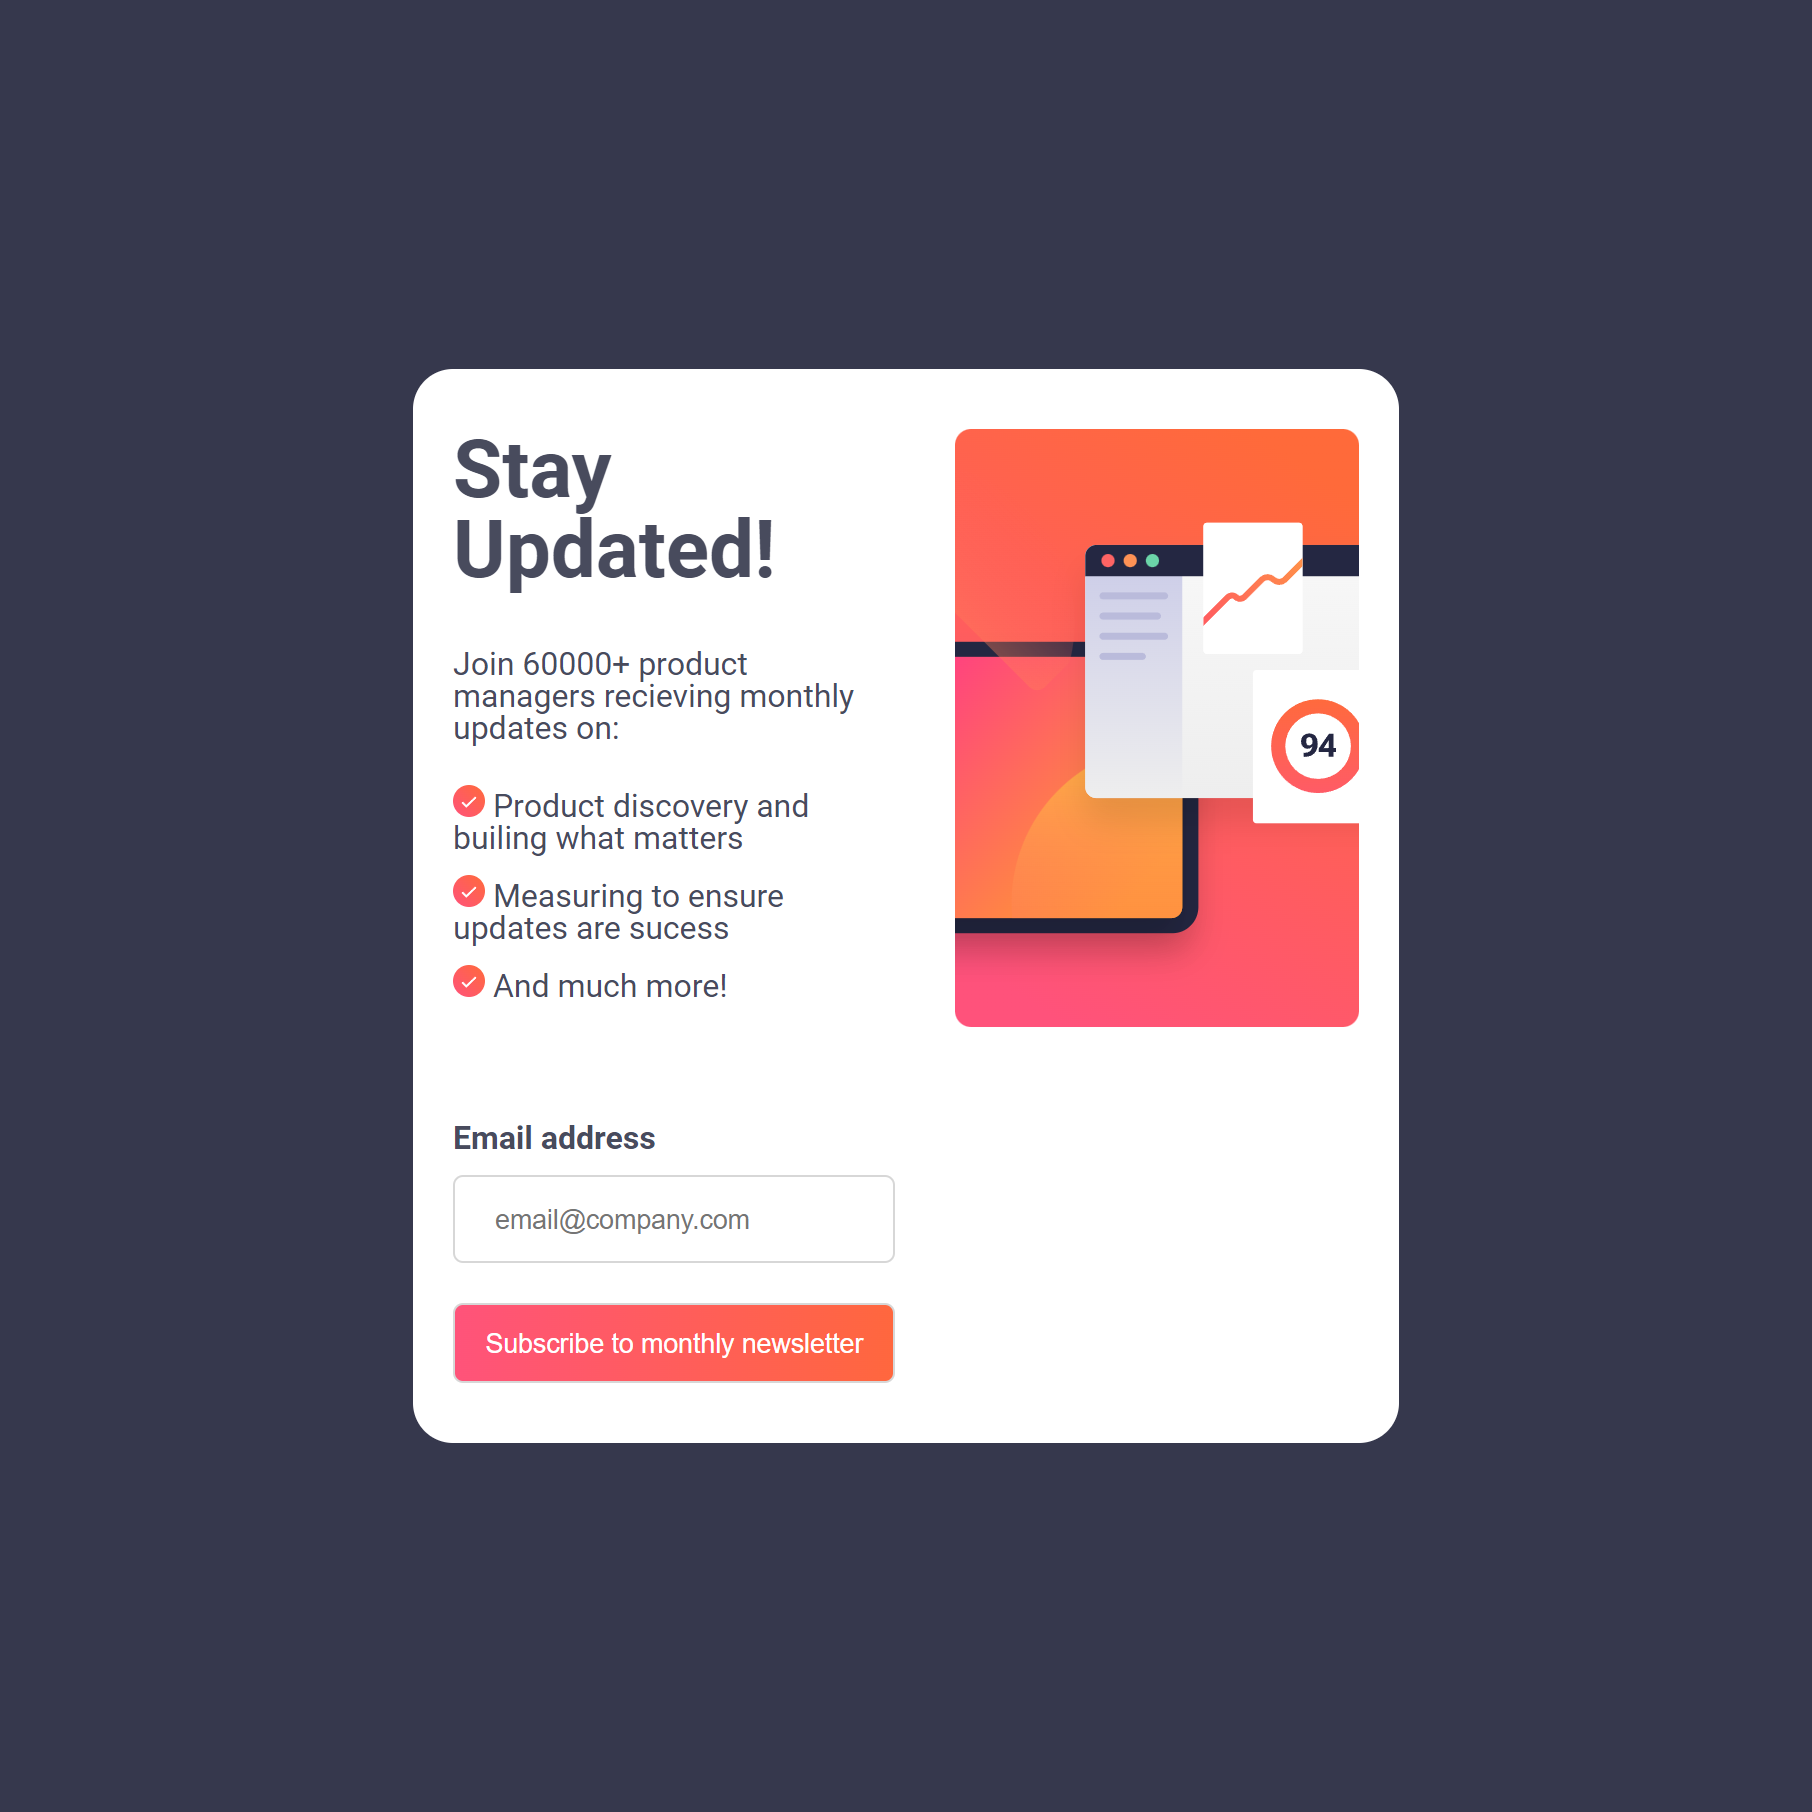 Stay
Updated!
Join 60000+ product
managers recieving monthly
updates on:
Product discovery and
builing what matters
Measuring to ensure
updates are sucess
And much more!
94
Email address
email@company.com
Subscribe to monthly newsletter